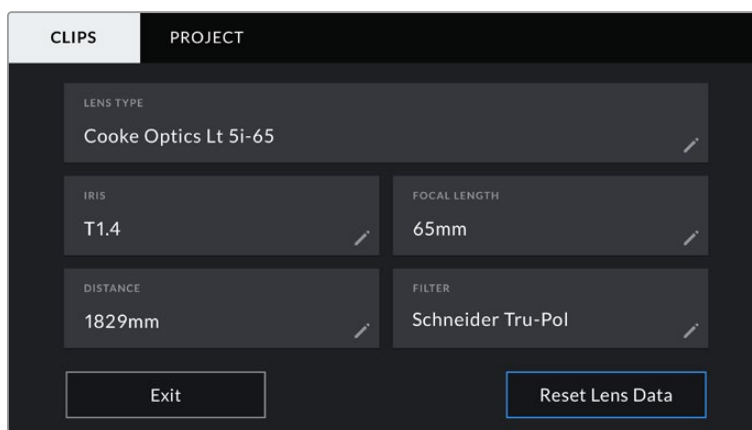 CLIPS PROJECT
LENS TYPE
Cooke Optics Lt 5i-65
IRIS FOCAL LENGTH
T1.4 65mm
DISTANCE FILTER
1829mm Schneider Tru-Pol
Exit Reset Lens Data